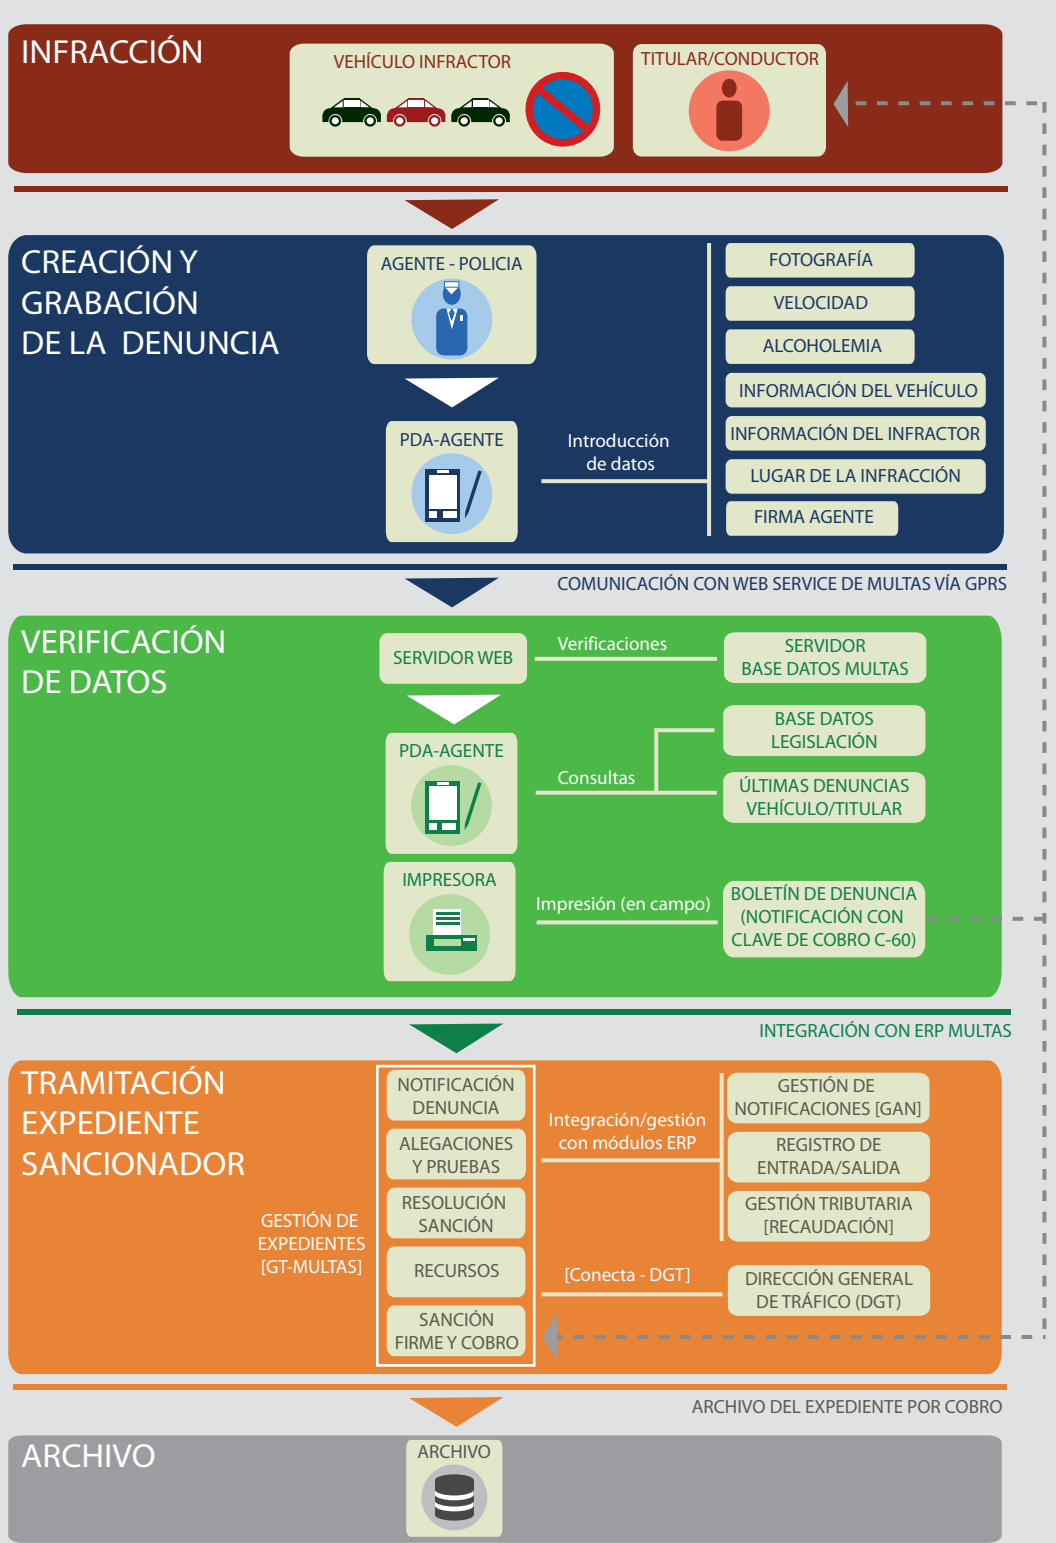 INFRACCIÓN
VEHÍCULO INFRACTOR
TITULAR/CONDUCTOR
CREACIÓN Y
GRABACIÓN
DE LA DENUNCIA
AGENTE - POLICIA
PDA-AGENTE
Introducción
de datos
FOTOGRAFÍA
VELOCIDAD
ALCOHOLEMIA
INFORMACIÓN DEL VEHÍCULO
INFORMACIÓN DEL INFRACTOR
LUGAR DE LA INFRACCIÓN
FIRMA AGENTE
COMUNICACIÓN CON WEB SERVICE DE MULTAS VÍA GPRS
VERIFICACIÓN
DE DATOS
SERVIDOR WEB
Verificaciones
SERVIDOR
BASE DATOS MULTAS
PDA-AGENTE
Consultas
BASE DATOS
LEGISLACIÓN
ÚLTIMAS DENUNCIAS
VEHÍCULO/TITULAR
IMPRESORA
Impresión (en campo)
BOLETÍN DE DENUNCIA
(NOTIFICACIÓN CON
CLAVE DE COBRO C-60)
INTEGRACIÓN CON ERP MULTAS
TRAMITACIÓN
EXPEDIENTE
SANCIONADOR
GESTIÓN DE
EXPEDIENTES
[GT-MULTAS]
NOTIFICACIÓN
DENUNCIA
ALEGACIONES
Y PRUEBAS
RESOLUCIÓN
SANCIÓN
RECURSOS
SANCIÓN
FIRME Y COBRO
Integración/gestión
con módulos ERP
GESTIÓN DE
NOTIFICACIONES [GAN]
REGISTRO DE
ENTRADA/SALIDA
GESTIÓN TRIBUTARIA
[RECAUDACIÓN]
[Conecta - DGT]
DIRECCIÓN GENERAL
DE TRÁFICO (DGT)
ARCHIVO DEL EXPEDIENTE POR COBRO
ARCHIVO
ARCHIVO